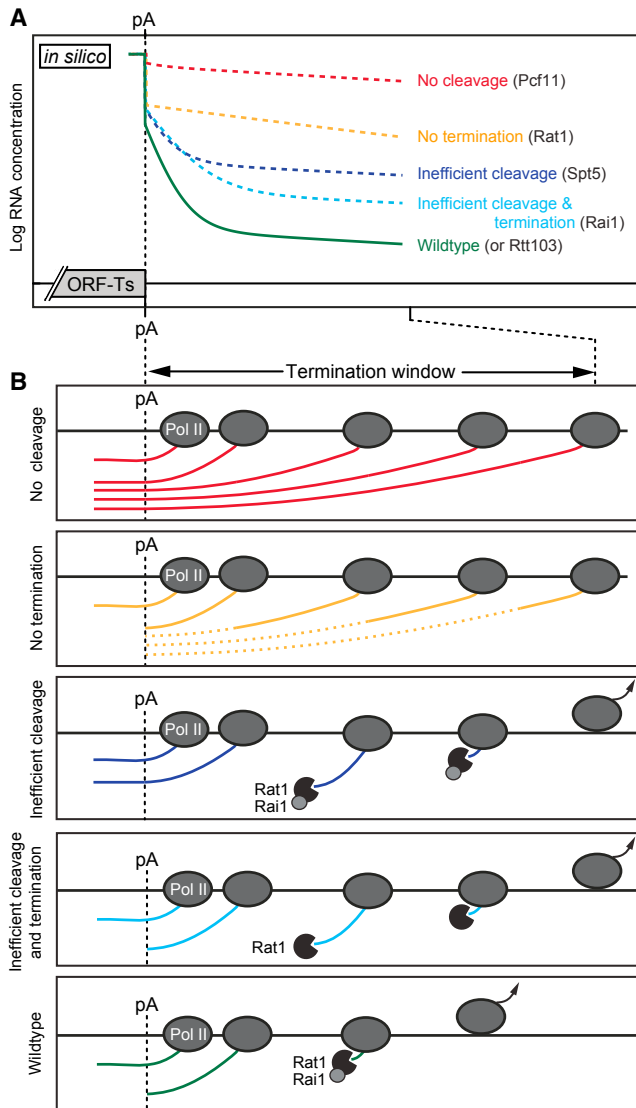 A
pA
in silico
Log RNA concentration
No cleavage (Pcf11)
No termination (Rat1)
Inefficient cleavage (Spt5)
Inefficient cleavage &
termination (Rai1)
Wildtype (or Rtt103)
ORF-Ts
pA
Termination window
B
pA
No cleavage
Pol II
pA
No termination
Pol II
pA
Inefficient cleavage
Pol II
Rat1
Rai1
pA
Inefficient cleavage
and termination
Pol II
Rat1
pA
Wildtype
Pol II
Rat1
Rai1